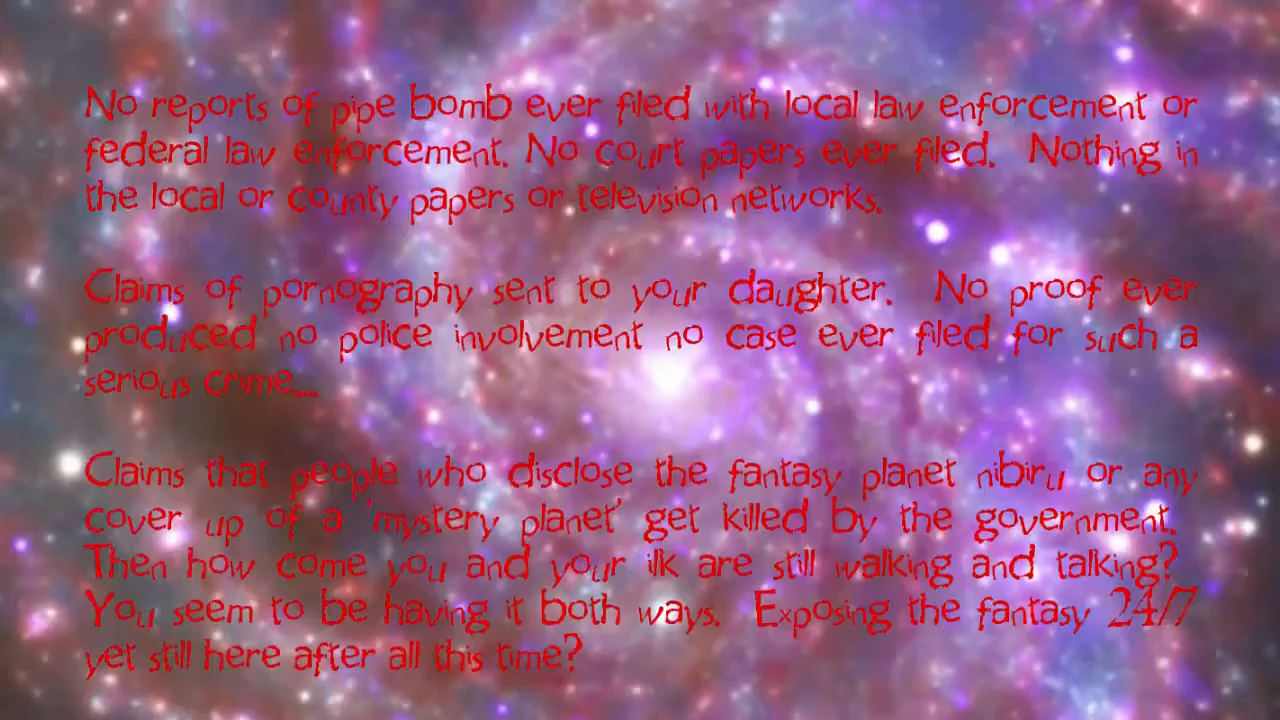 No reports of pipe bomb ever filed with local law enforcement or
federal law enforcement. No court papers ever filed. Nothing in
the local or county papers or television networks.
Claims of pornography sent to your daughter. No proof ever
produced no police involvement no case ever filed for such a
serious crime....
Claims that people who disclose the fantasy planet nibiru or any
cover up of a 'mystery planet' get killed by the government.
Then how come you and your ilk are still walking and talking?
You seem to be having it both ways. Exposing the fantasy 24/7
yet still here after all this time?